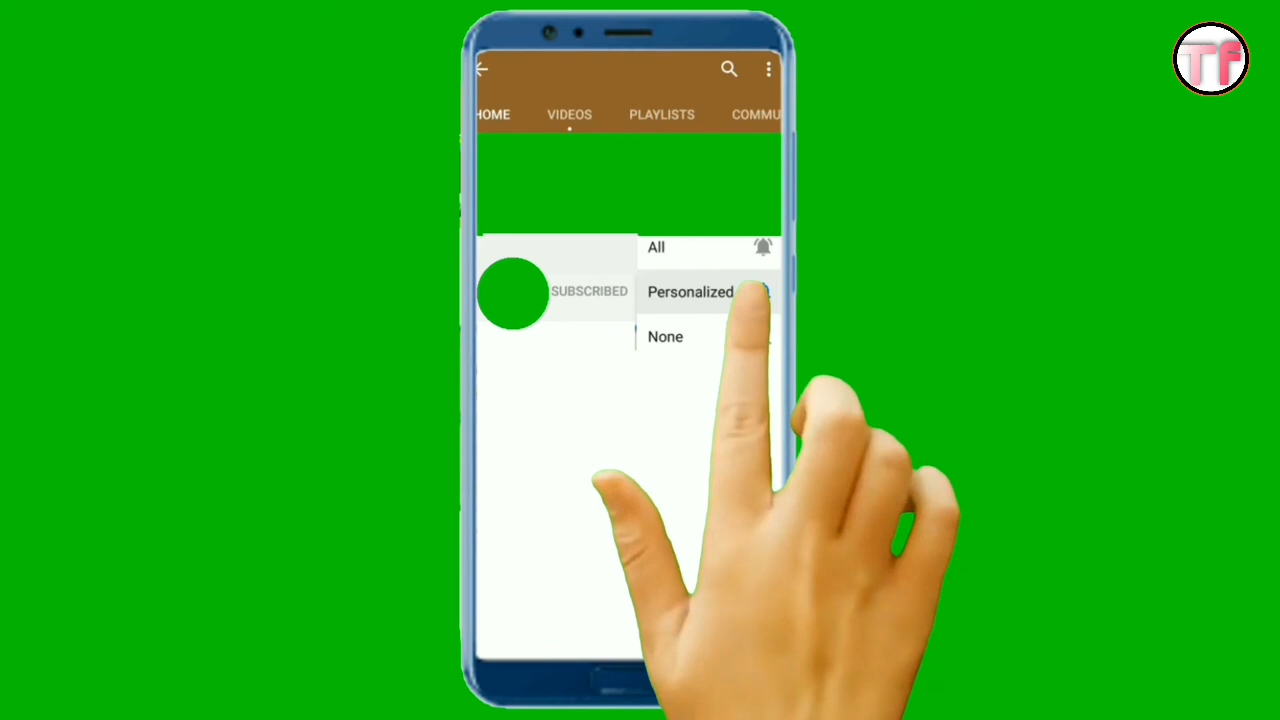 Tf
HOME VIDEOS PLAYLISTS COMMU
All
SUBSCRIBED Personalized
None